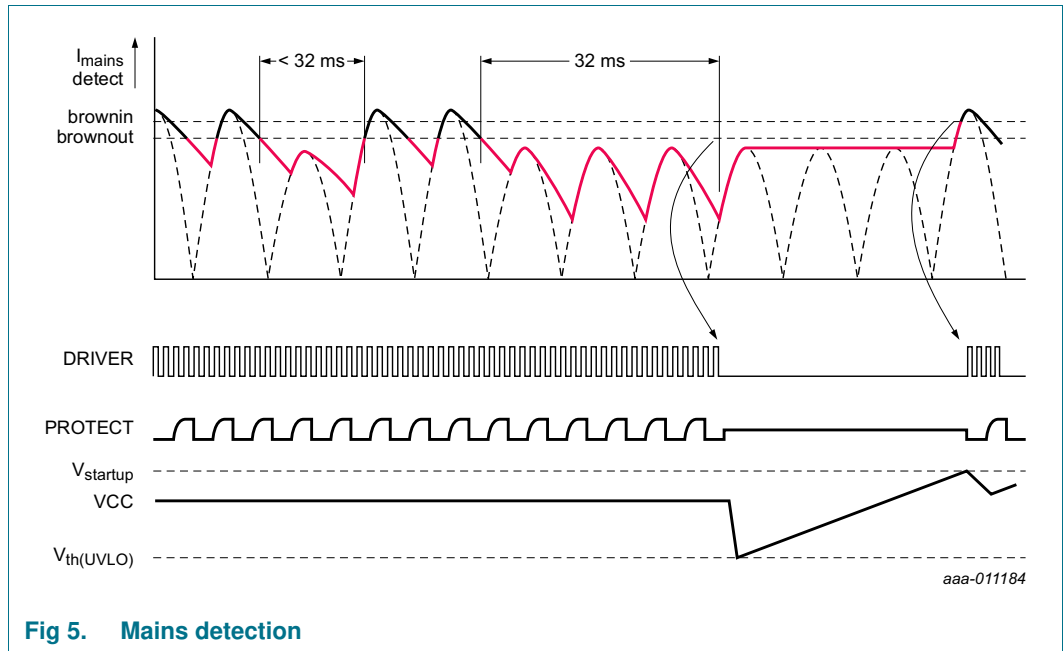 I mains
detect
< 32 ms
32 ms
brownin
brownout
DRIVER
PROTECT
Vstartup
VCC
Vth(UVLO)
aaa-011184
Fig 5. Mains detection